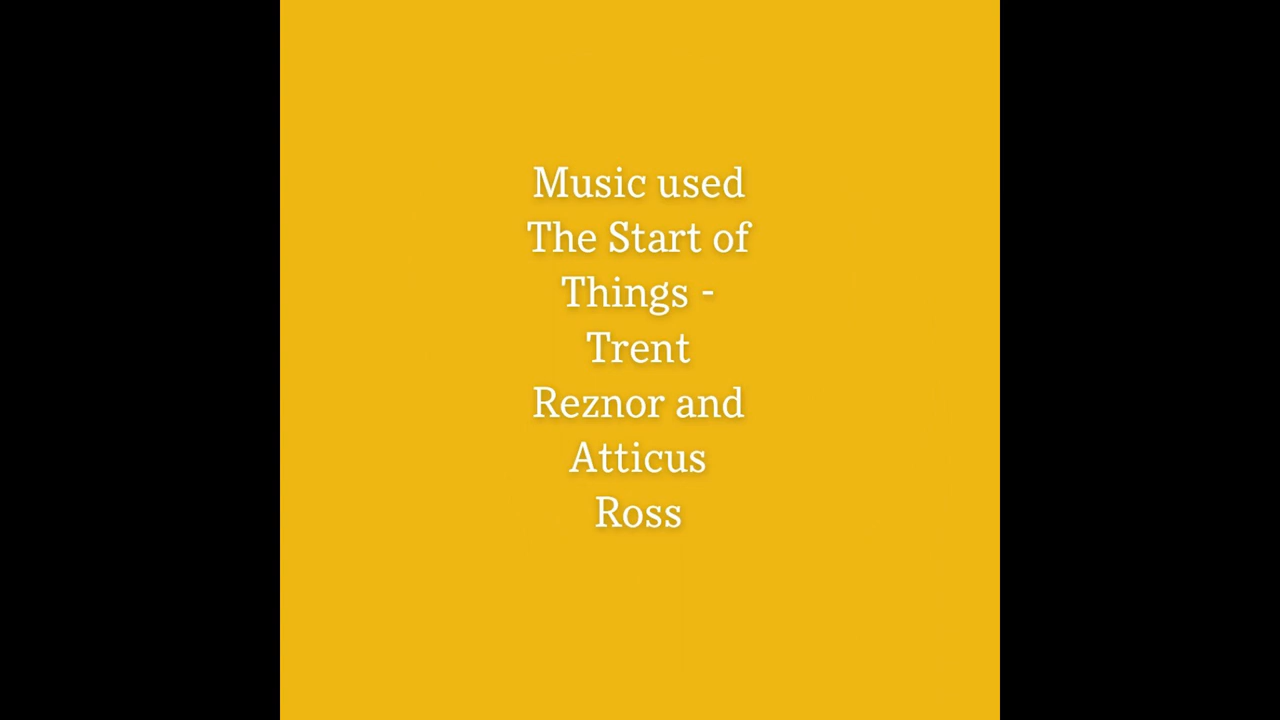 Music used
The Start of
Things -
Trent
Reznor and
Atticus
Ross